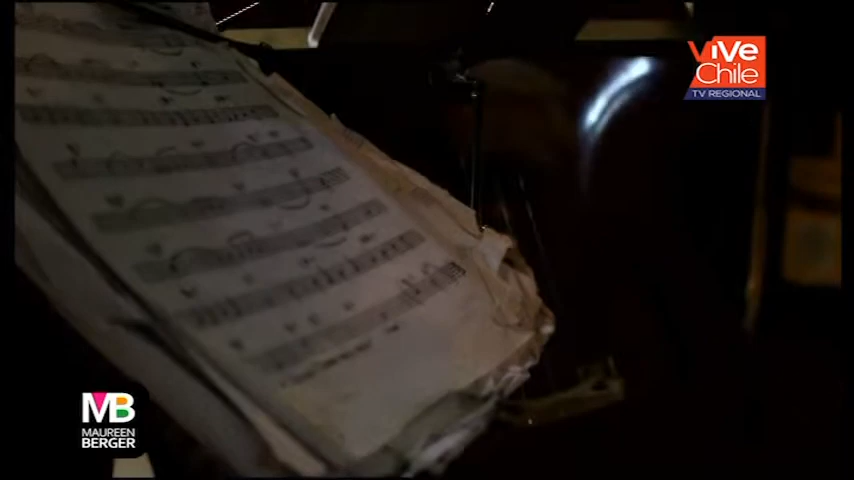 ViVe
Chile
TV REGIONAL
MB
MAUREEN
BERGER